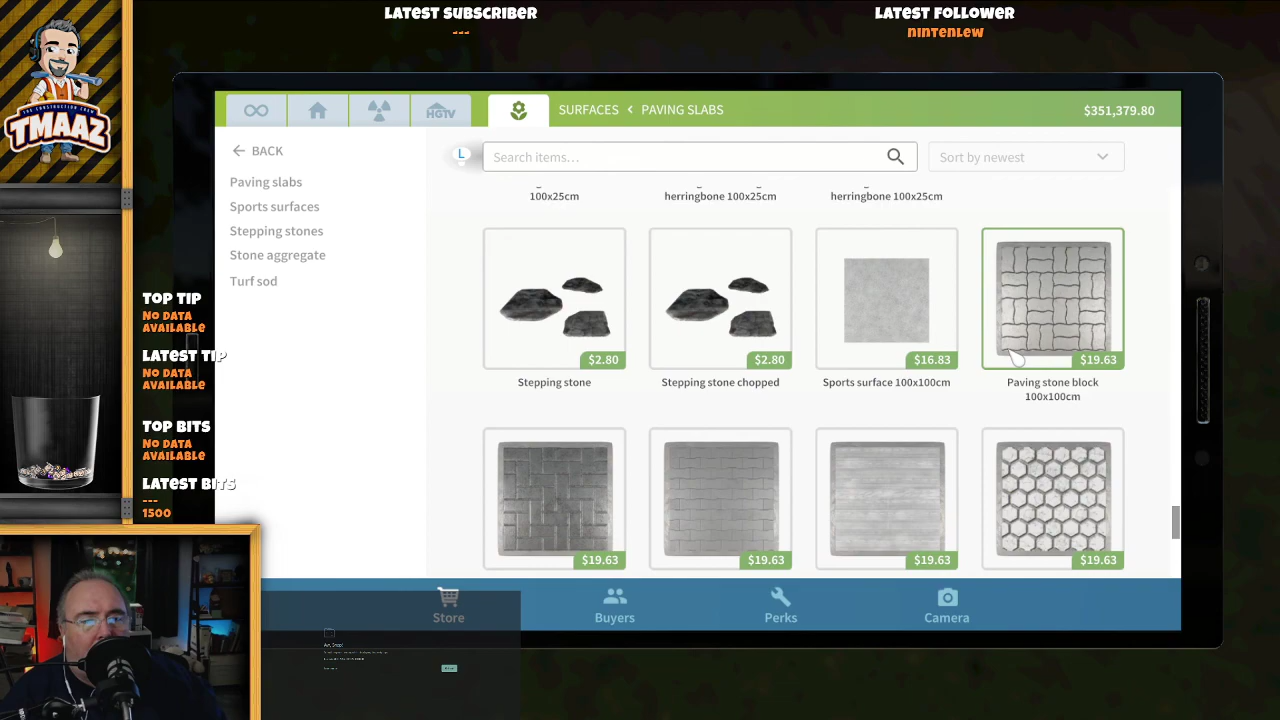 LATEST SUBSCRIBER
---
LATEST FOLLOWER
NINTENLEW
THE CONSTRUCTION CREW
TMAAZ
HGTV
SURFACES < PAVING SLABS
$351,379.80
BACK
L
Search items...
Sort by newest
Paving slabs
Sports surfaces
Stepping stones
Stone aggregate
Turf sod
100x25cm
herringbone 100x25cm
herringbone 100x25cm
$2.80
$2.80
$16.83
$19.63
Stepping stone
Stepping stone chopped
Sports surface 100x100cm
Paving stone block
100x100cm
$19.63
$19.63
$19.63
$19.63
TOP TIP
NO DATA
AVAILABLE
LATEST TIP
NO DATA
AVAILABLE
TOP BITS
NO DATA
AVAILABLE
LATEST BITS
---
1500
Store
Buyers
Perks
Camera